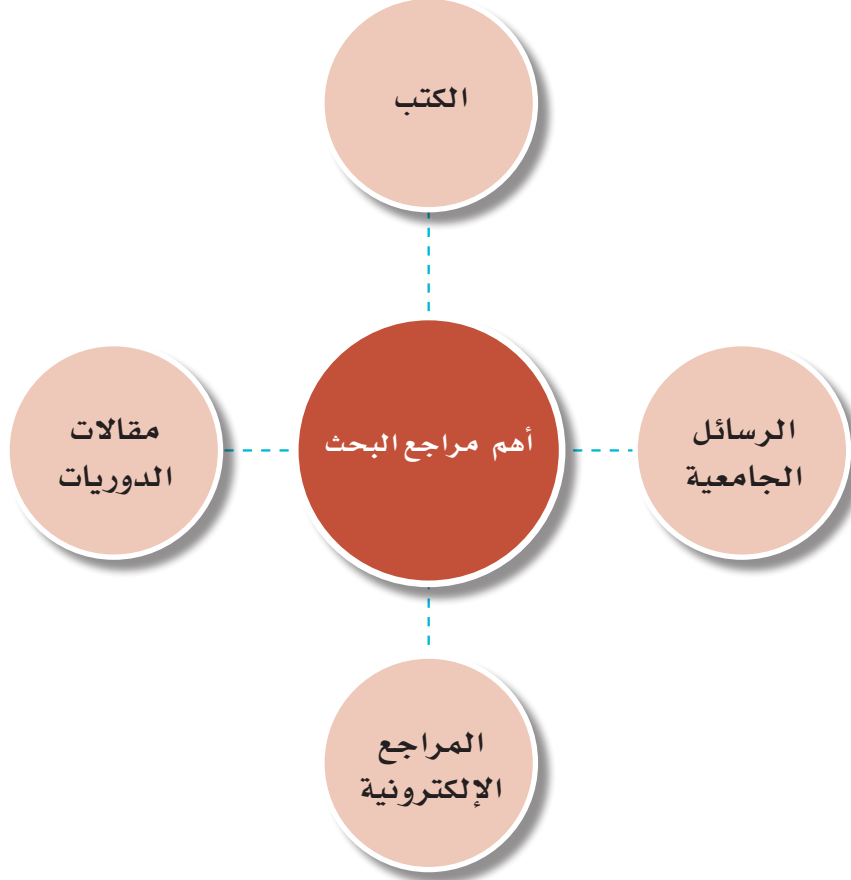 الكتب
أهم مراجع البحث
الرسائل
الجامعية
مقالات
الدوريات
المراجع
الإلكترونية